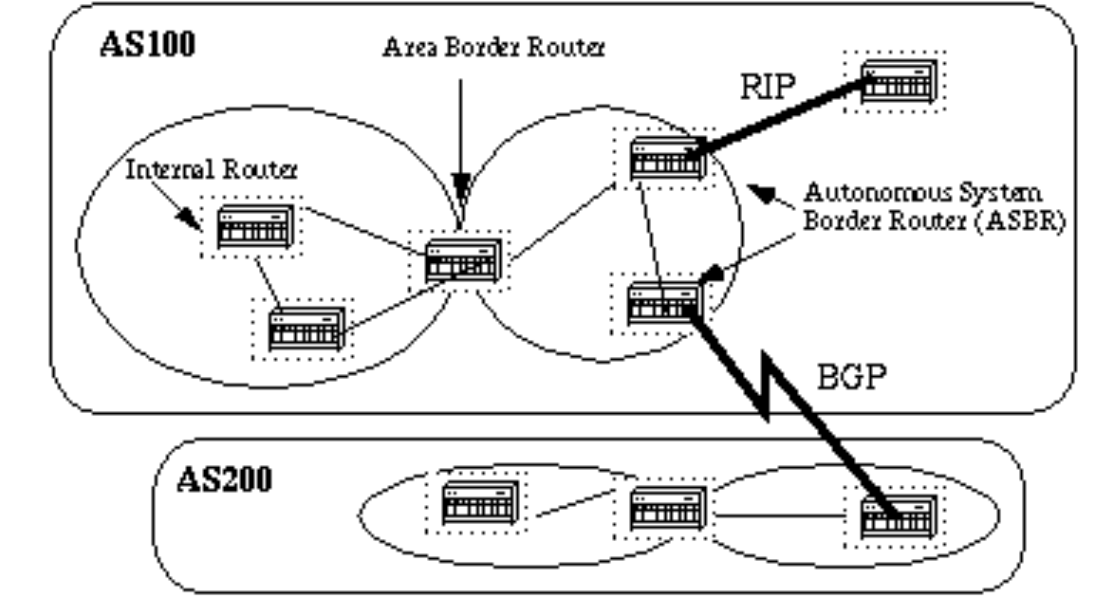 AS100
Area Border Router
RIP
Internal Router
Autonomous System
Border Router (ASBR)
BGP
AS200